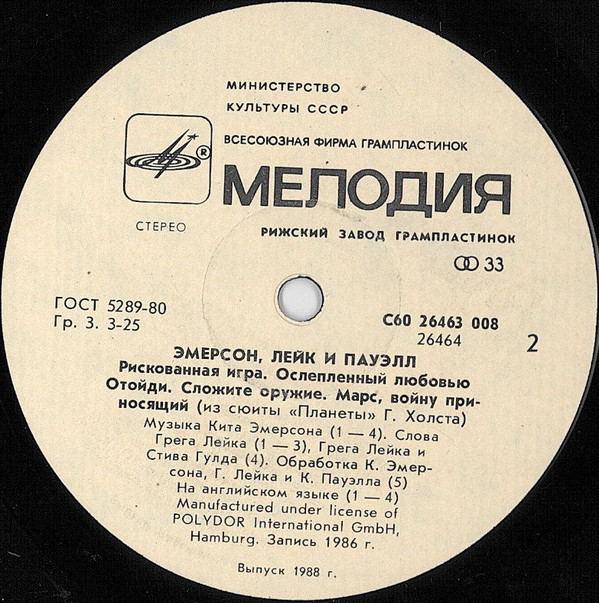 МИНИСТЕРСТВО
КУЛЬТУРЫ СССР
ВСЕСОЮЗНАЯ ФИРМА ГРАМПЛАСТИНОК
®
МЕЛОДИЯ
СТЕРЕО
РИЖСКИЙ ЗАВОД ГРАМПЛАСТИНОК
33
ГОСТ 5289-80
Гр. 3. 3-25
С60 26463 008
26464
2
ЭМЕРСОН, ЛЕЙК И ПАУЭЛЛ
Рискованная игра. Ослепленный любовью
Отойди. Сложите оружие. Марс, войну при-
носящий (из сюиты «Планеты» Г. Холста)
Музыка Кита Эмерсона (1 — 4). Слова
Грега Лейка (1 — 3), Грега Лейка и
Стива Гулда (4). Обработка К. Эмер-
сона, Г. Лейка и К. Пауэлла (5)
На английском языке (1 — 4)
Manufactured under license of
POLYDOR International GmbH,
Hamburg. Запись 1986 г.
Выпуск 1988 г.